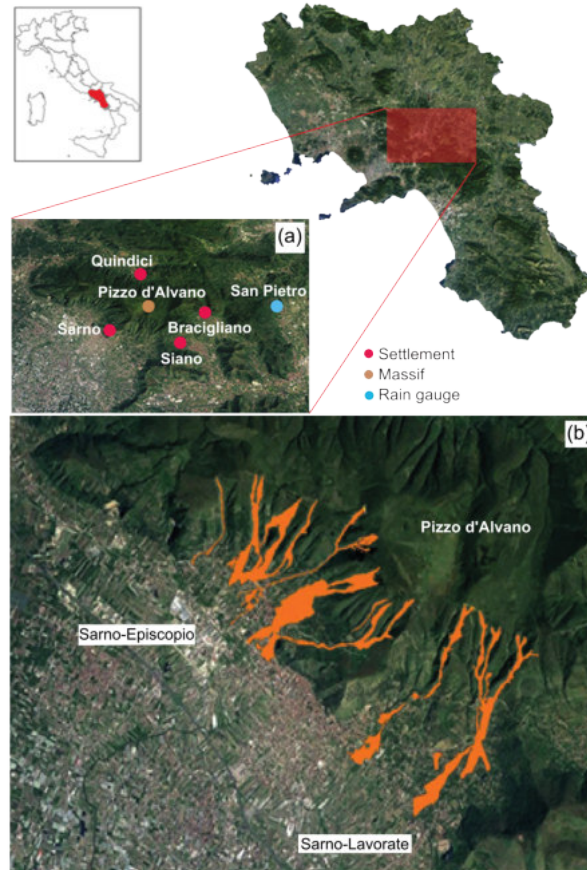 (a)
Quindici
Pizzo d'Alvano
San Pietro
Sarno
Bracigliano
Siano
Settlement
Massif
Rain gauge
(b)
Pizzo d'Alvano
Sarno-Episcopio
Sarno-Lavorate